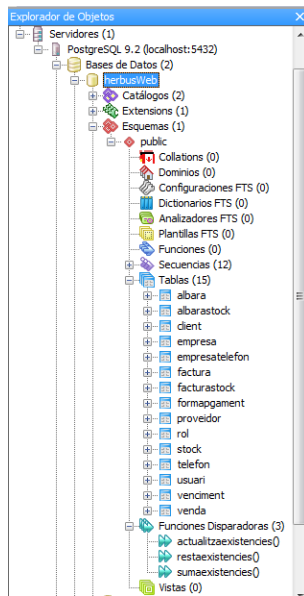 Explorador de Objetos
Servidores (1)
PostgreSQL 9.2 (localhost:5432)
Bases de Datos (2)
herbusWeb
Catálogos (2)
Extensions (1)
Esquemas (1)
public
Collations (0)
Dominios (0)
Configuraciones FTS (0)
Dictionarios FTS (0)
Analizadores FTS (0)
Plantillas FTS (0)
Funciones (0)
Secuencias (12)
Tablas (15)
albara
albarastock
client
empresa
empresatelefon
factura
facturastock
formapgament
proveidor
rol
stock
telefon
usuari
venciment
venda
Funciones Disparadoras (3)
actualitzaexistencies()
restaexistencies()
sumaexistencies()
Vistas (0)